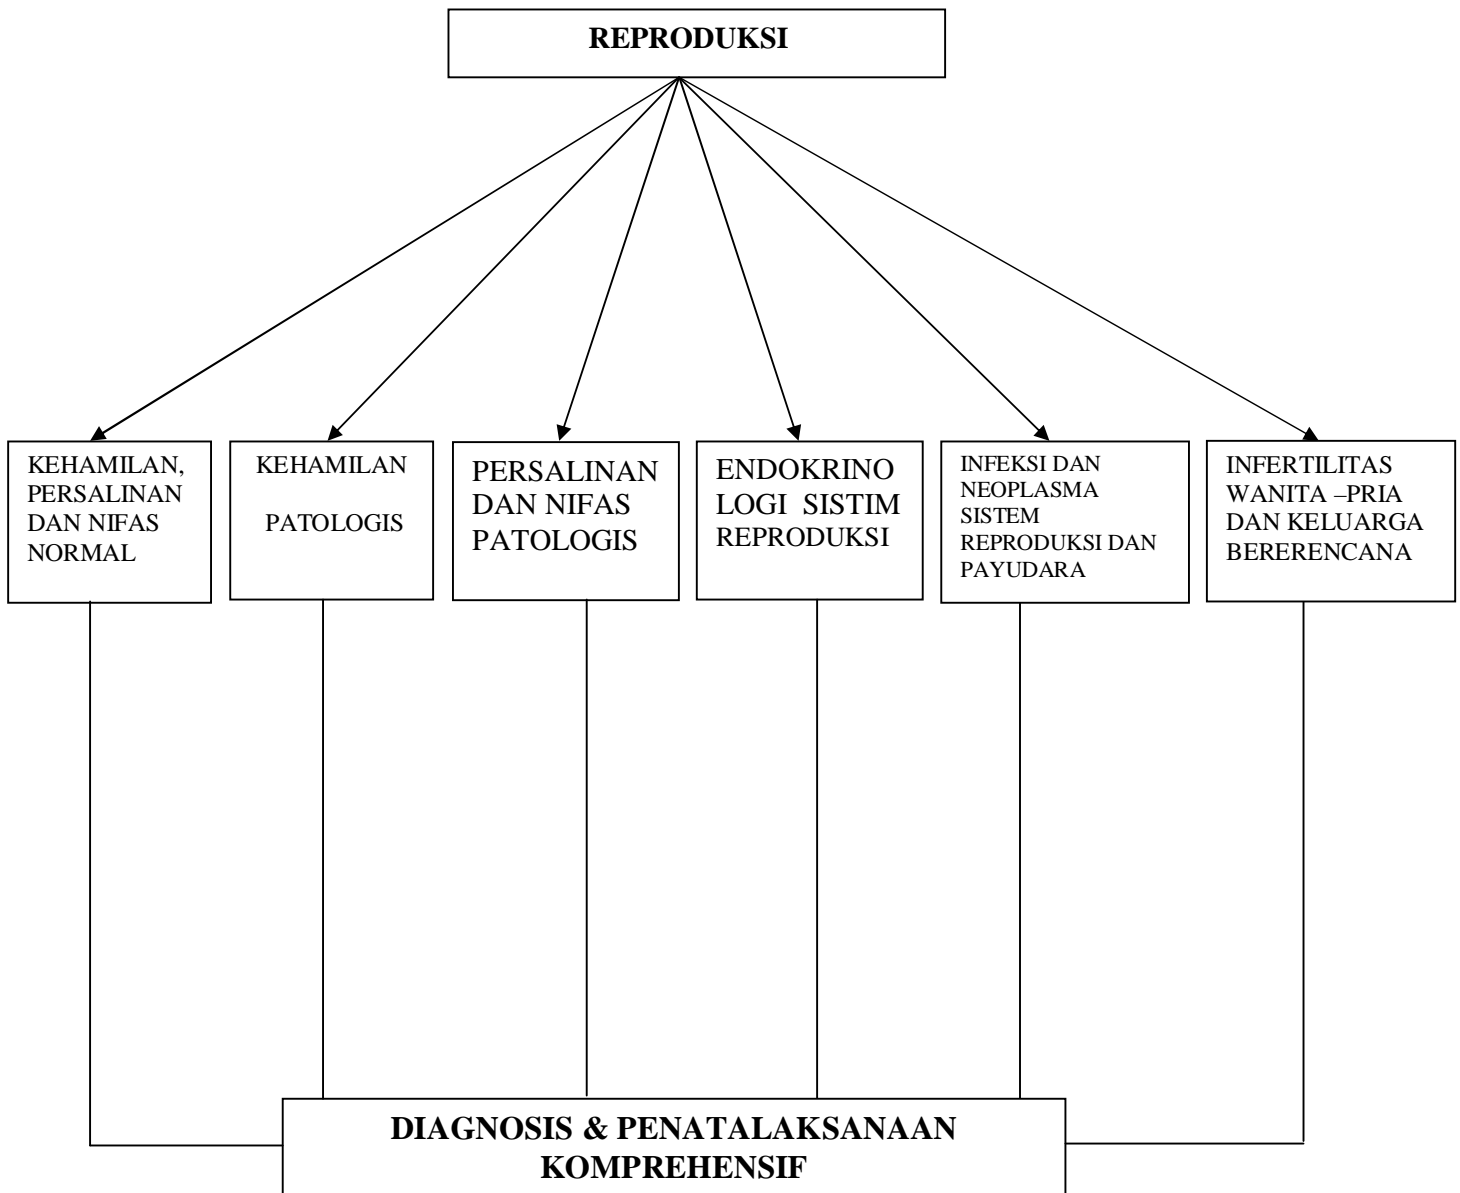 REPRODUKSI
KEHAMILAN,
PERSALINAN
DAN NIFAS
NORMAL
KEHAMILAN
PATOLOGIS
PERSALINAN
DAN NIFAS
PATOLOGIS
ENDOKRINO
LOGI SISTIM
REPRODUKSI
INFEKSI DAN
NEOPLASMA
SISTEM
REPRODUKSI DAN
PAYUDARA
INFERTILITAS
WANITA –PRIA
DAN KELUARGA
BERERENCANA
DIAGNOSIS & PENATALAKSANAAN
KOMPREHENSIF